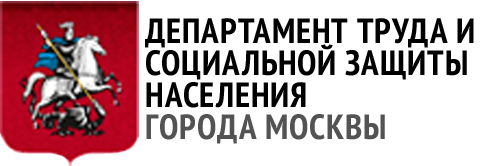 ДЕПАРТАМЕНТ ТРУДА И
СОЦИАЛЬНОЙ ЗАЩИТЫ
НАСЕЛЕНИЯ
ГОРОДА МОСКВЫ